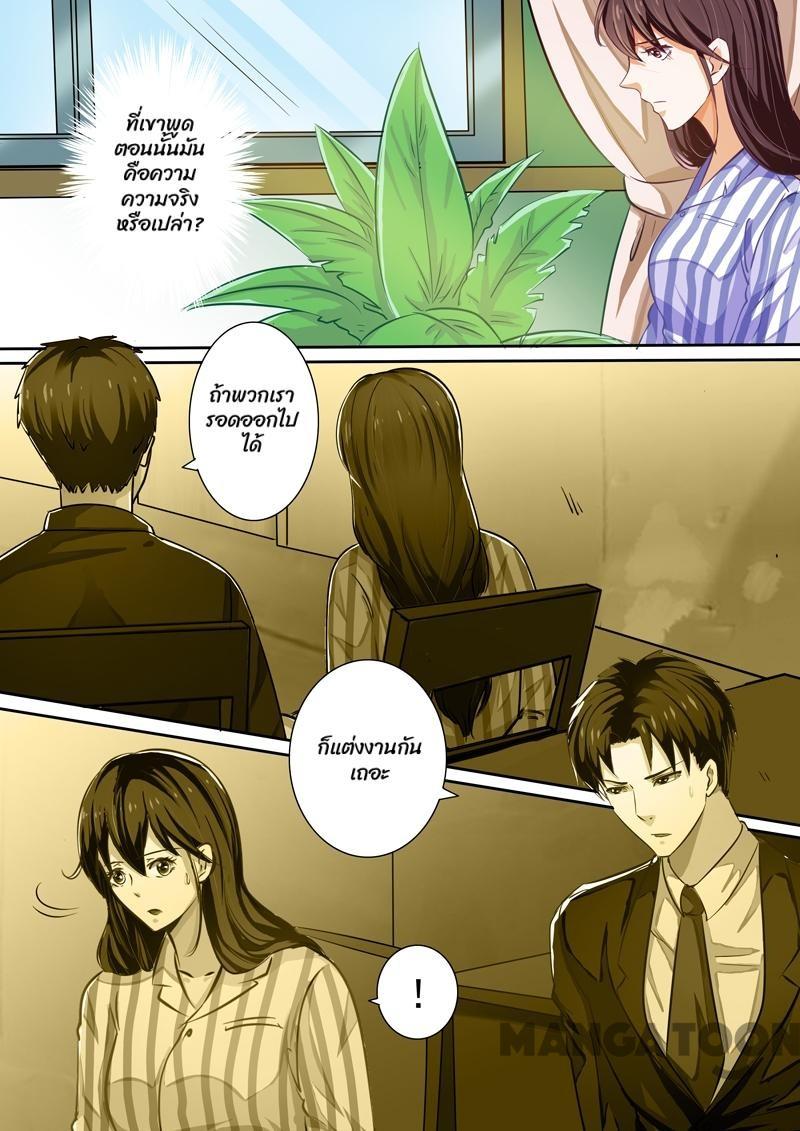 ที่เขาพูด
ตอนนั้นมัน
คือความ
ความจริง
หรือเปล่า?
ถ้าพวกเรา
รอดออกไป
ได้
ก็แต่งงานกัน
เถอะ
!
MANGATOON